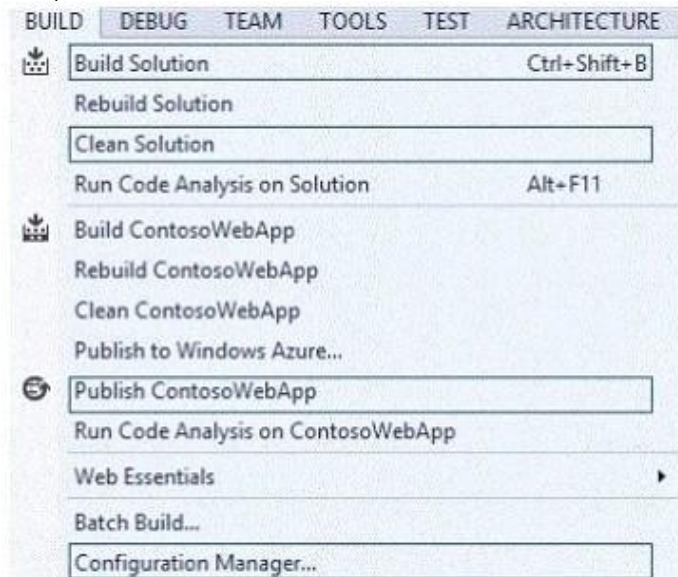 BUILD DEBUG TEAM TOOLS TEST ARCHITECTURE
Build Solution Ctrl+Shift+B
Rebuild Solution
Clean Solution
Run Code Analysis on Solution Alt+F11
Build ContosoWebApp
Rebuild ContosoWebApp
Clean ContosoWebApp
Publish to Windows Azure...
Publish ContosoWebApp
Run Code Analysis on ContosoWebApp
Web Essentials
Batch Build...
Configuration Manager...